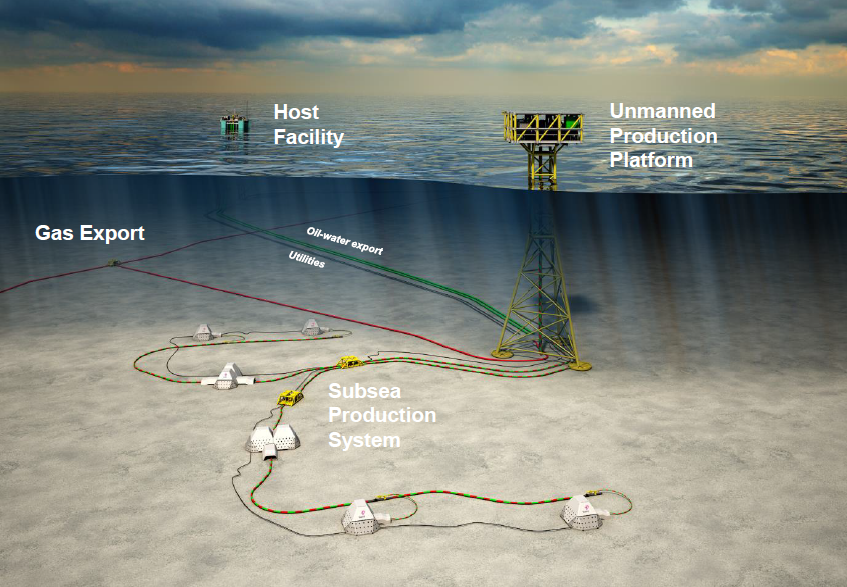 Host
Facility
Unmanned
Production
Platform
Gas Export
Oil-water export
Utilities
Subsea
Production
System